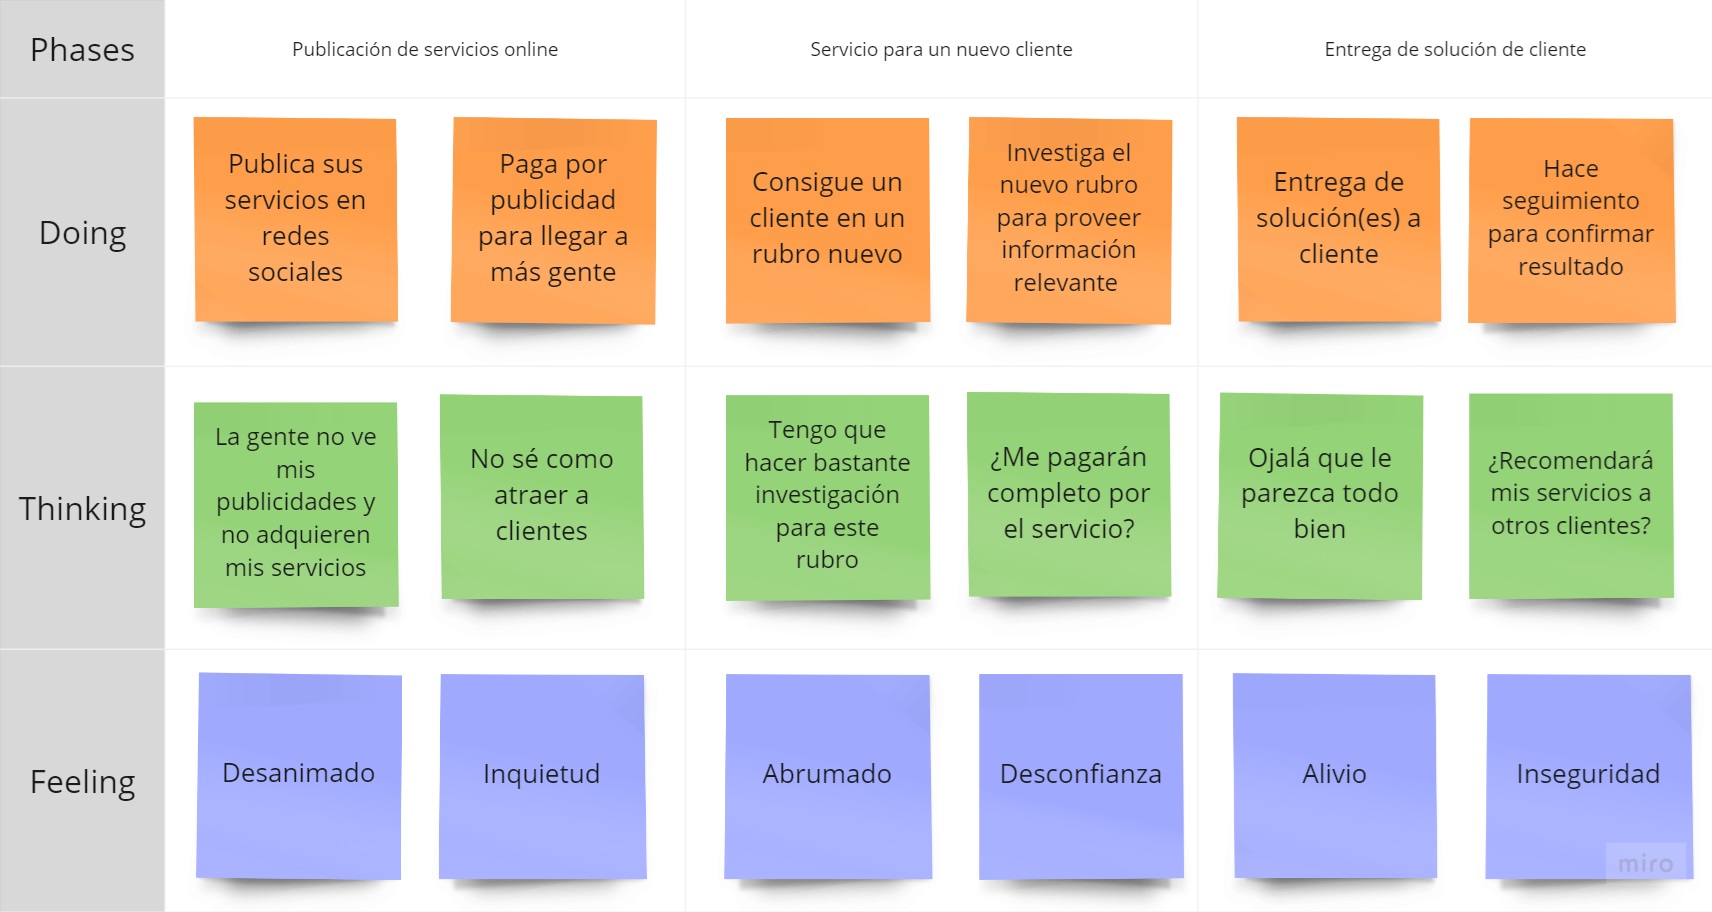 Phases
Publicación de servicios online
Servicio para un nuevo cliente
Entrega de solución de cliente
Doing
Publica sus
servicios en
redes
sociales
Paga por
publicidad
para llegar a
más gente
Consigue un
cliente en un
rubro nuevo
Investiga el
nuevo rubro
para proveer
información
relevante
Entrega de
solución(es) a
cliente
Hace
seguimiento
para confirmar
resultado
Thinking
La gente no ve
mis
publicidades y
no adquieren
mis servicios
No sé como
atraer a
clientes
Tengo que
hacer bastante
investigación
para este
rubro
¿Me pagarán
completo por
el servicio?
Ojalá que le
parezca todo
bien
¿Recomendará
mis servicios a
otros clientes?
Feeling
Desanimado
Inquietud
Abrumado
Desconfianza
Alivio
Inseguridad
miro